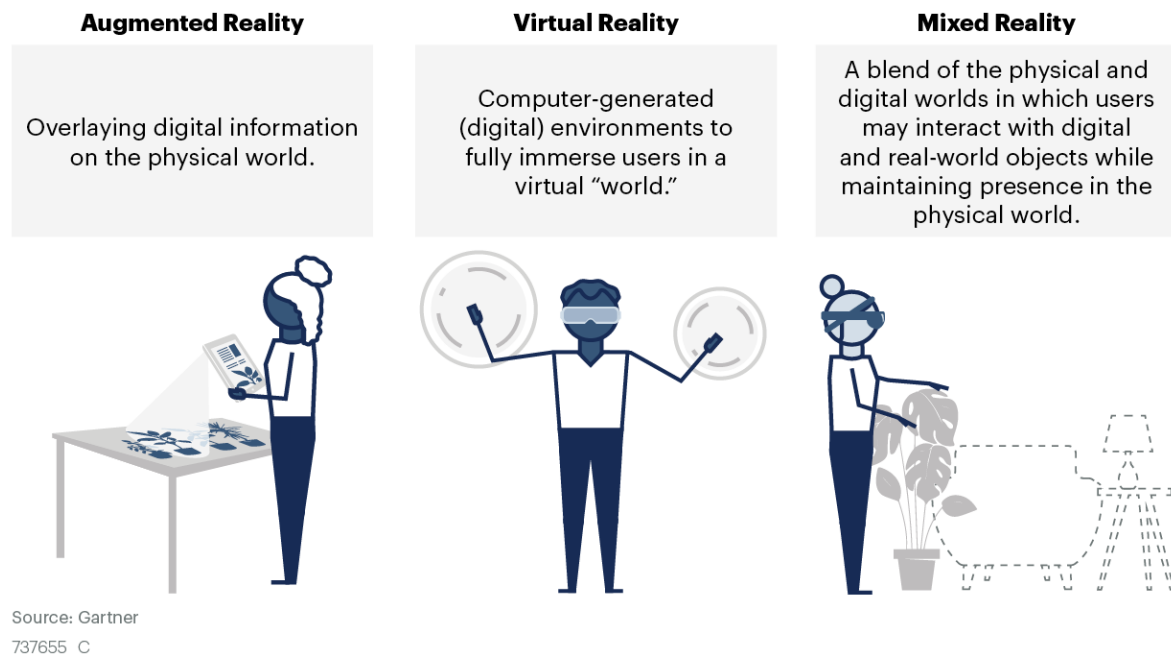 Augmented Reality
Overlaying digital information
on the physical world.
Virtual Reality
Computer-generated
(digital) environments to
fully immerse users in a
virtual “world.”
Mixed Reality
A blend of the physical and
digital worlds in which users
may interact with digital
and real-world objects while
maintaining presence in the
physical world.
Source: Gartner
737655 C